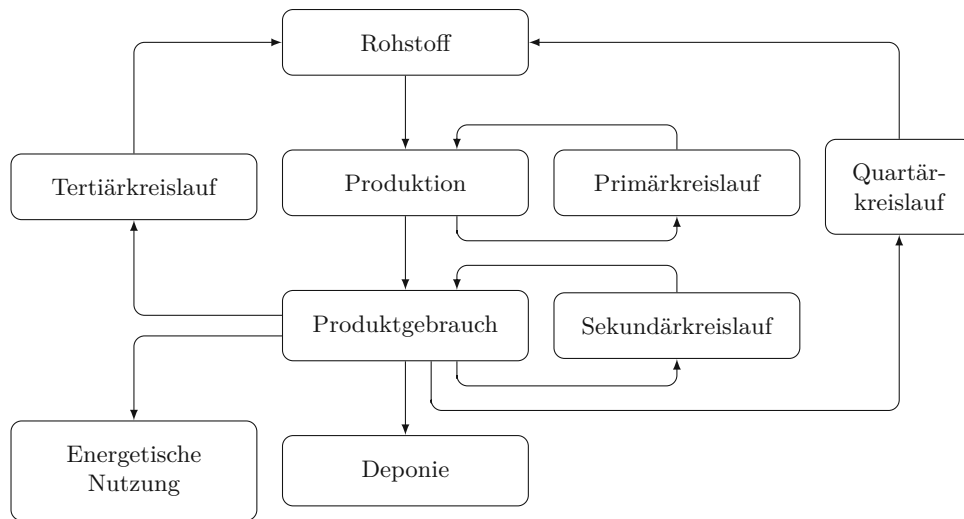 Rohstoff
Tertiärkreislauf
Produktion
Primärkreislauf
Quartär-
kreislauf
Produktgebrauch
Sekundärkreislauf
Energetische
Nutzung
Deponie